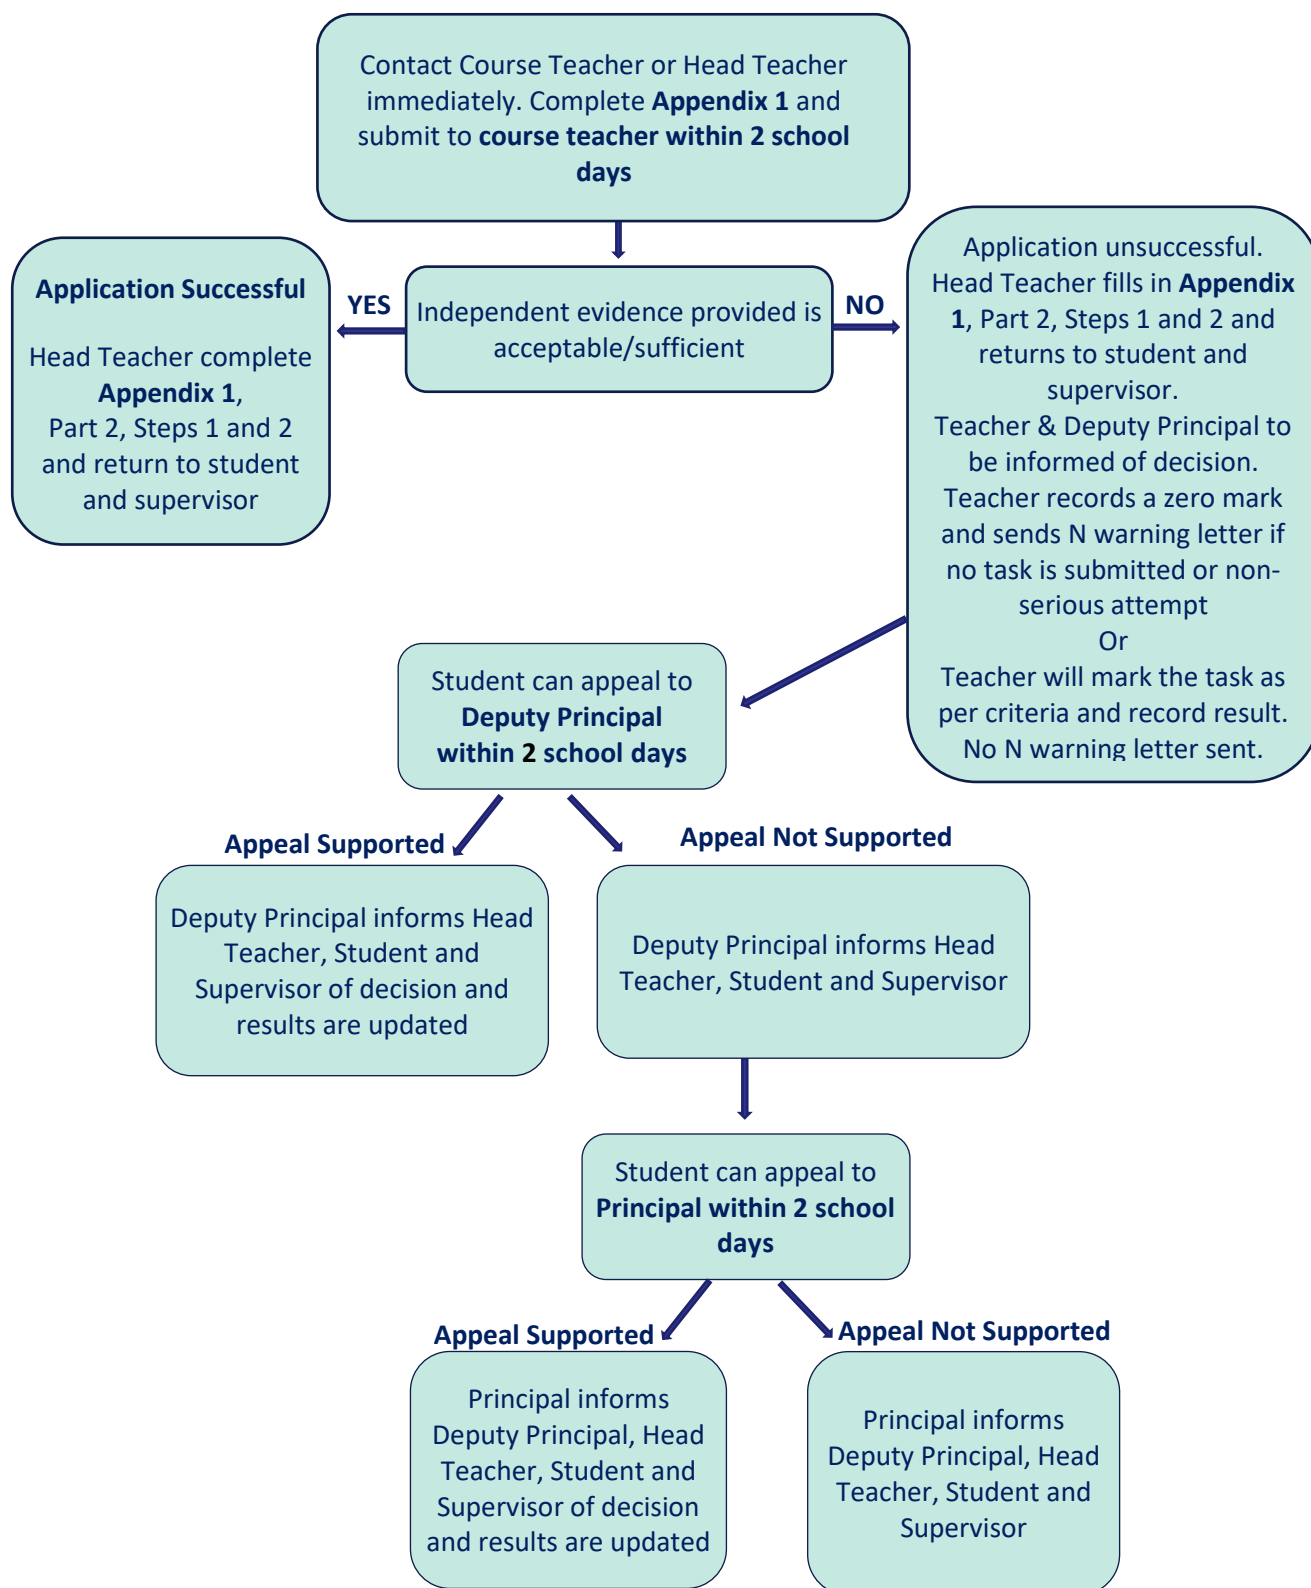 Contact Course Teacher or Head Teacher
immediately. Complete Appendix 1 and
submit to course teacher within 2 school
days
Application Successful
Head Teacher complete
Appendix 1,
Part 2, Steps 1 and 2
and return to student
and supervisor
YES
Independent evidence provided is
acceptable/sufficient
NO
Application unsuccessful.
Head Teacher fills in Appendix
1, Part 2, Steps 1 and 2 and
returns to student and
supervisor.
Teacher & Deputy Principal to
be informed of decision.
Teacher records a zero mark
and sends N warning letter if
no task is submitted or non-
serious attempt
Or
Teacher will mark the task as
per criteria and record result.
No N warning letter sent.
Student can appeal to
Deputy Principal
within 2 school days
Appeal Supported
Appeal Not Supported
Deputy Principal informs Head
Teacher, Student and
Supervisor of decision and
results are updated
Deputy Principal informs Head
Teacher, Student and Supervisor
Student can appeal to
Principal within 2 school
days
Appeal Supported
Appeal Not Supported
Principal informs
Deputy Principal, Head
Teacher, Student and
Supervisor of decision
and results are updated
Principal informs
Deputy Principal, Head
Teacher, Student and
Supervisor